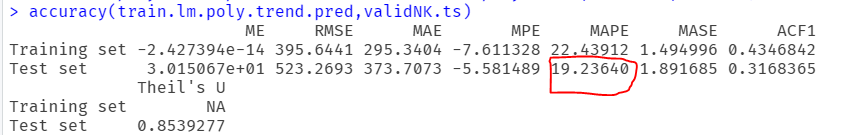 > accuracy(train.lm.poly.trend.pred,validNK.ts)
ME RMSE MAE MPE MAPE MASE ACF1
Training set -2.427394e-14 395.6441 295.3404 -7.611328 22.43912 1.494996 0.4346842
Test set 3.015067e+01 523.2693 373.7073 -5.581489 19.23640 1.891685 0.3168365
Theil's U
Training set NA
Test set 0.8539277